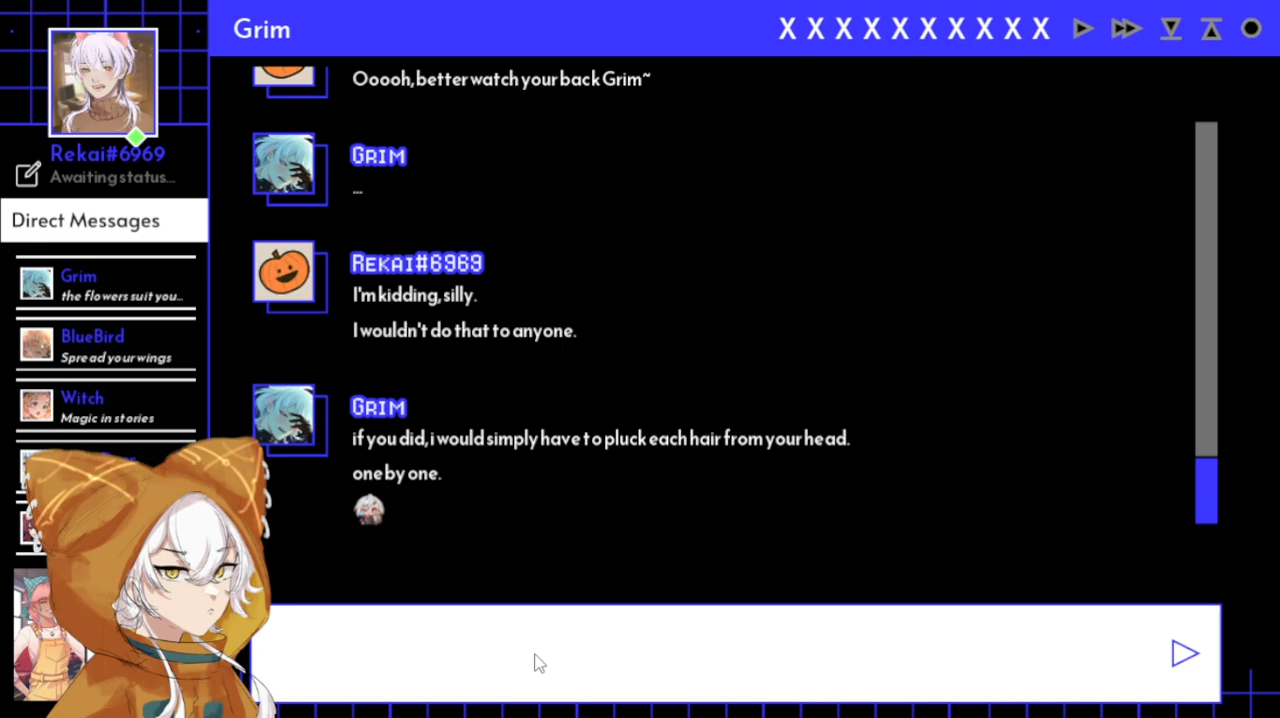 Grim
X X X X X X X X X X
Ooooh, better watch your back Grim~
Rekai#6969
Awaiting status...
Direct Messages
GRIM
...
REKAI#6969
I'm kidding, silly.
I wouldn't do that to anyone.
Grim
the flowers suit you...
BlueBird
Spread your wings
Witch
Magic in stories
GRIM
if you did, i would simply have to pluck each hair from your head.
one by one.